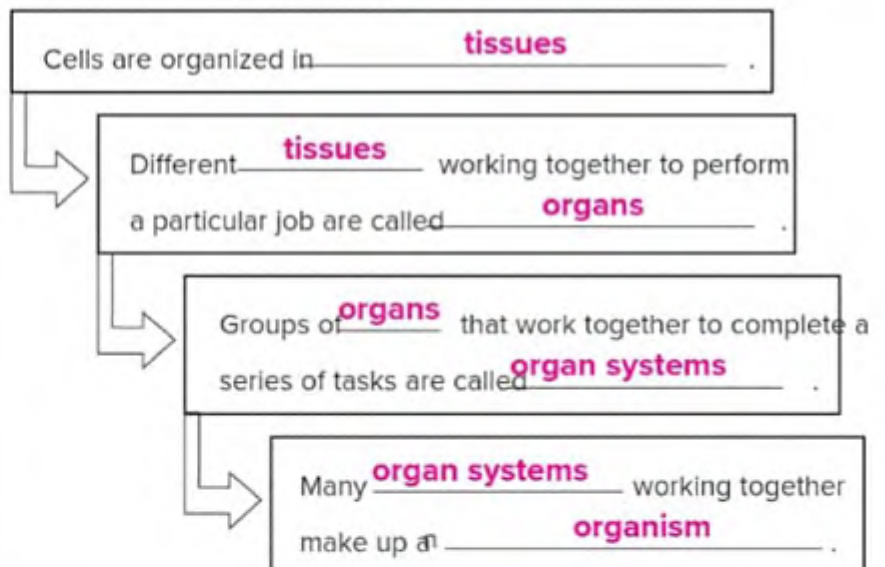 Cells are organized in tissues .
Different tissues working together to perform
a particular job are called organs .
Groups of organs that work together to complete a
series of tasks are called organ systems .
Many organ systems working together
make up an organism .